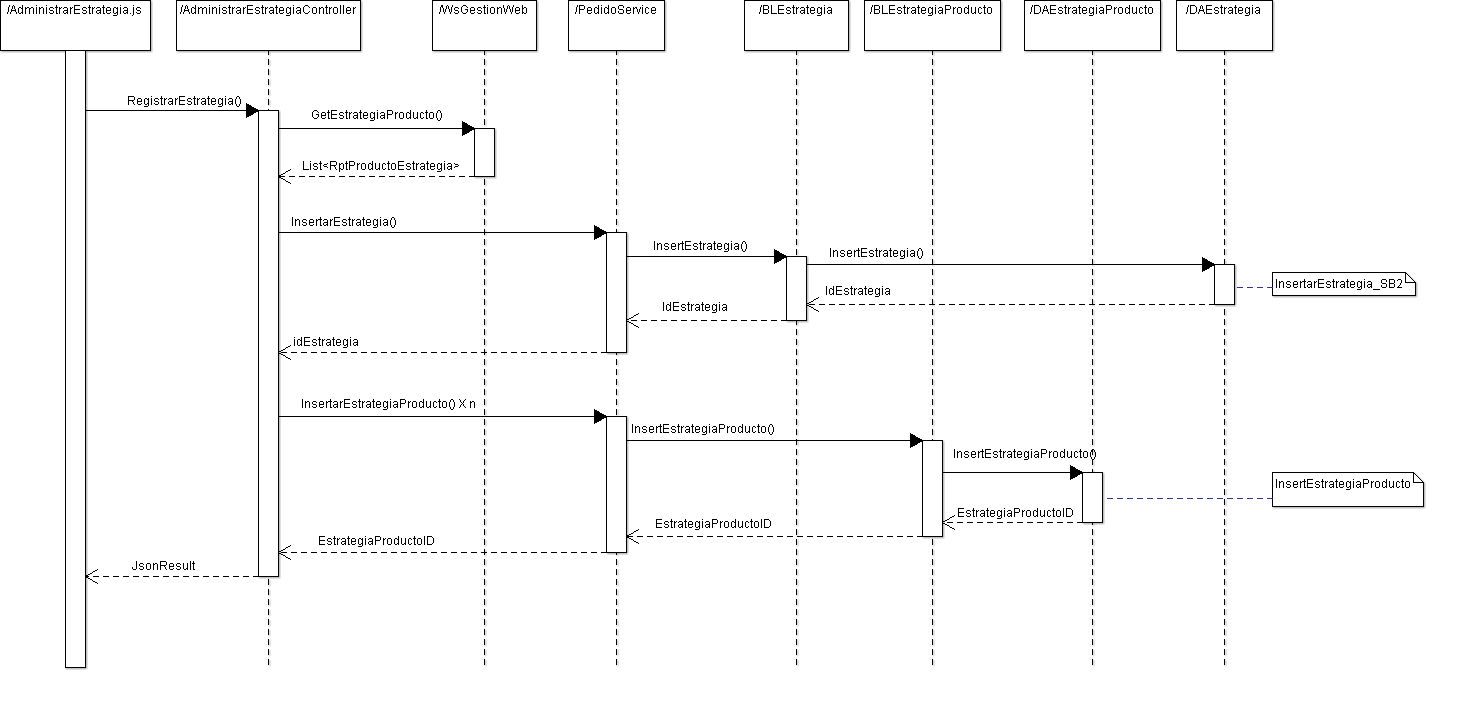 /AdministrarEstrategia.js
/AdministrarEstrategiaController
/WsGestionWeb
/PedidoService
/BLEstrategia
/BLEstrategiaProducto
/DAEstrategiaProducto
/DAEstrategia
RegistrarEstrategia()
GetEstrategiaProducto()
List<RptProductoEstrategia>
InsertarEstrategia()
InsertEstrategia()
InsertEstrategia()
InsertarEstrategia_SB2
IdEstrategia
IdEstrategia
idEstrategia
InsertarEstrategiaProducto() X n
InsertEstrategiaProducto()
InsertEstrategiaProducto()
InsertEstrategiaProducto
EstrategiaProductoID
EstrategiaProductoID
EstrategiaProductoID
JsonResult